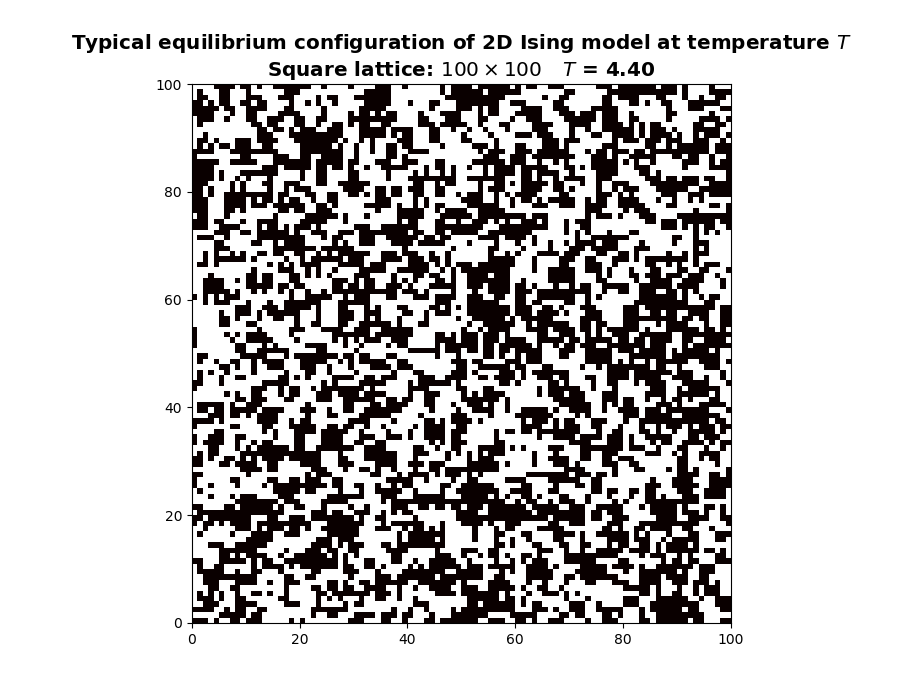 Typical equilibrium configuration of 2D Ising model at temperature T
Square lattice: 100 × 100 T = 4.40
100
80
60
40
20
0
0 20 40 60 80 100